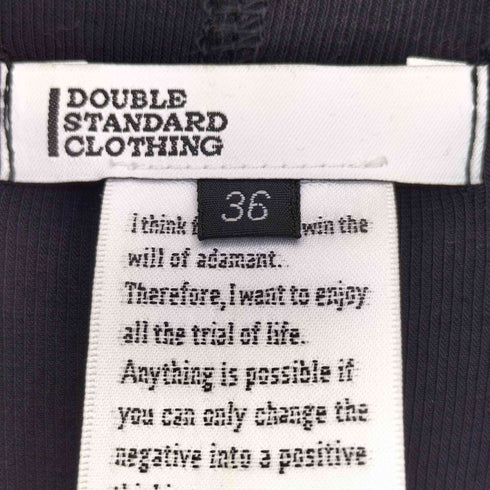 DOUBLE
STANDARD
CLOTHING
36
I think win the
will of adamant.
Therefore, I want to enjoy
all the trial of life.
Anything is possible if
you can only change the
negative into a positive